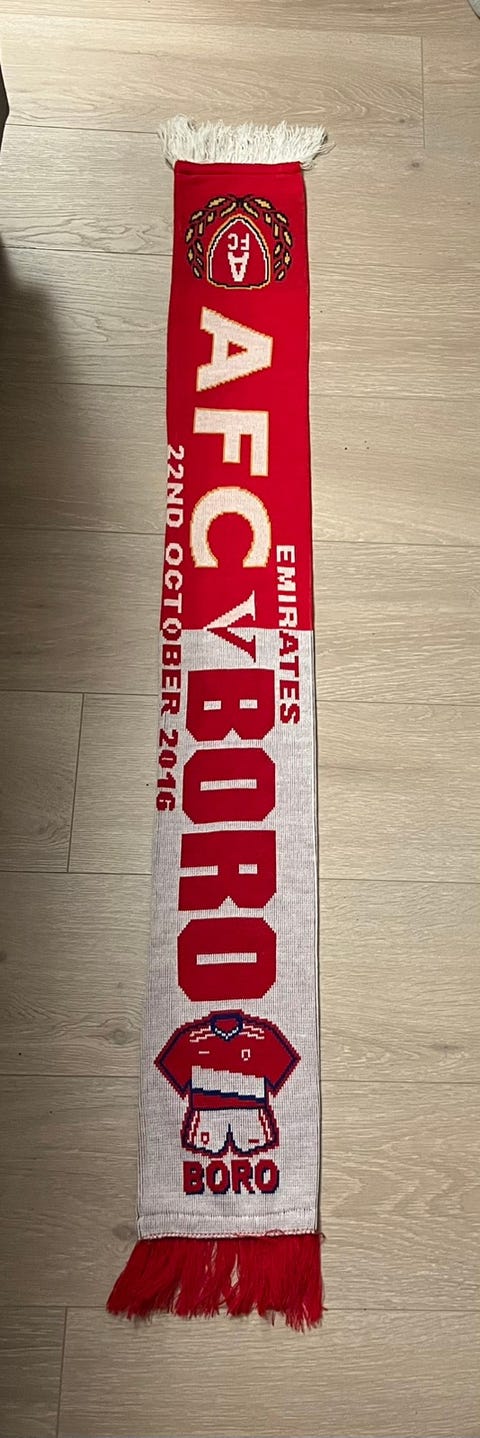 AFC
EMIRATES
AFC V BORO
22ND OCTOBER 2016
BORO